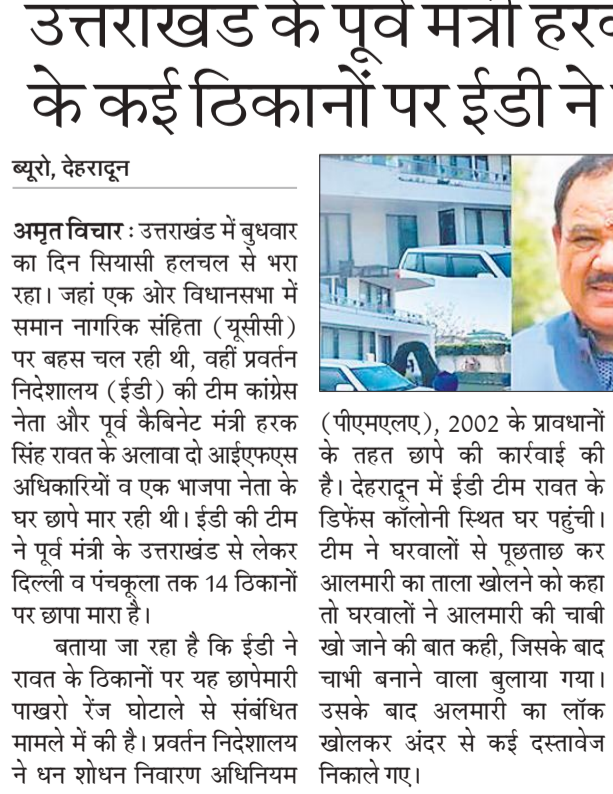 उत्तराखंड के पूर्व मंत्री
के कई ठिकानों पर ईडी ने
ब्यूरो, देहरादून
अमृत विचार : उत्तराखंड में बुधवार
का दिन सियासी हलचल से भरा
रहा। जहां एक ओर विधानसभा में
समान नागरिक संहिता (यूसीसी)
पर बहस चल रही थी, वहीं प्रवर्तन
निदेशालय (ईडी) की टीम कांग्रेस
नेता और पूर्व कैबिनेट मंत्री हरक
सिंह रावत के अलावा दो आईएफएस
अधिकारियों व एक भाजपा नेता के
घर छापे मार रही थी। ईडी की टीम
ने पूर्व मंत्री के उत्तराखंड से लेकर
दिल्ली व पंचकूला तक 14 ठिकानों
पर छापा मारा है।
बताया जा रहा है कि ईडी ने
रावत के ठिकानों पर यह छापेमारी
पाखरो रेंज घोटाले से संबंधित
मामले में की है। प्रवर्तन निदेशालय
ने धन शोधन निवारण अधिनियम
(पीएमएलए), 2002 के प्रावधानों
के तहत छापे की कार्रवाई की
है। देहरादून में ईडी टीम रावत के
डिफेंस कॉलोनी स्थित घर पहुंची।
टीम ने घरवालों से पूछताछ कर
आलमारी का ताला खोलने को कहा
तो घरवालों ने आलमारी की चाबी
खो जाने की बात कही, जिसके बाद
चाभी बनाने वाला बुलाया गया।
उसके बाद अलमारी का लॉक
खोलकर अंदर से कई दस्तावेज
निकाले गए।